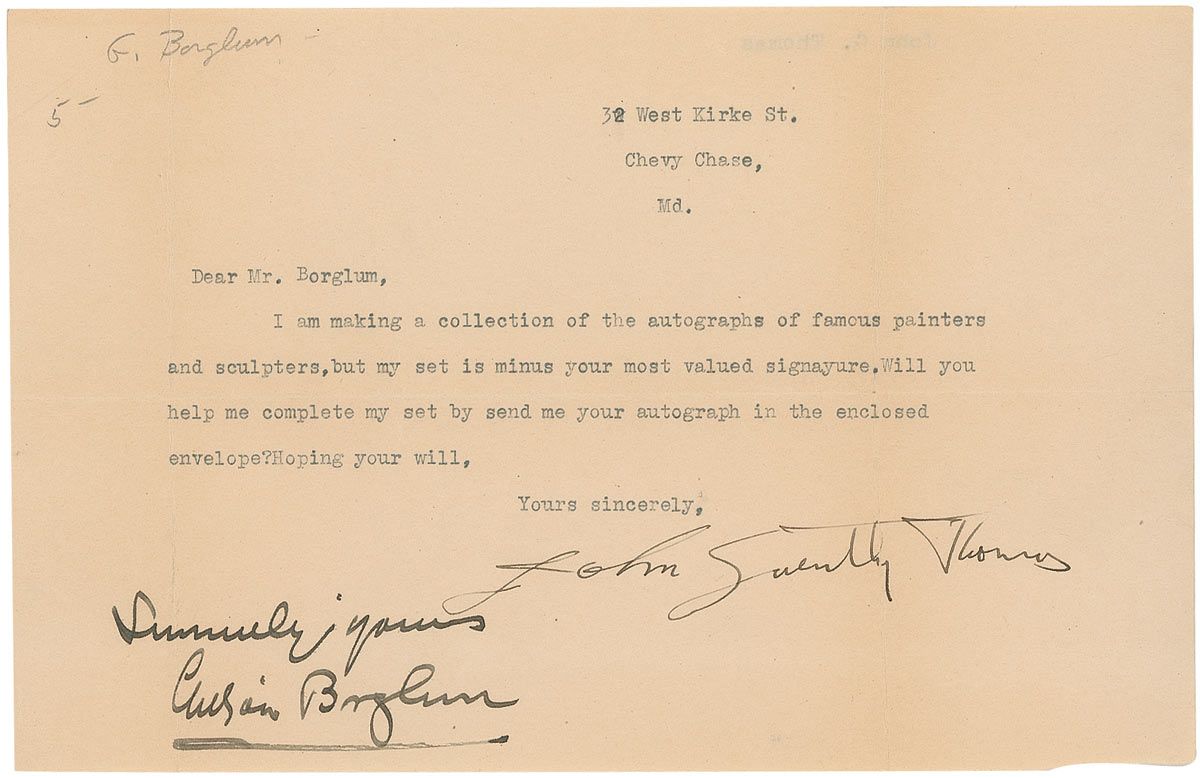 G. Borglum -
5-
32 West Kirke St.
Chevy Chase,
Md.
Dear Mr. Borglum,
I am making a collection of the autographs of famous painters
and sculpters,but my set is minus your most valued signayure.Will you
help me complete my set by send me your autograph in the enclosed
envelope?Hoping your will,
Yours sincerely,
John Thomas
Sincerely yours
Gutzon Borglum